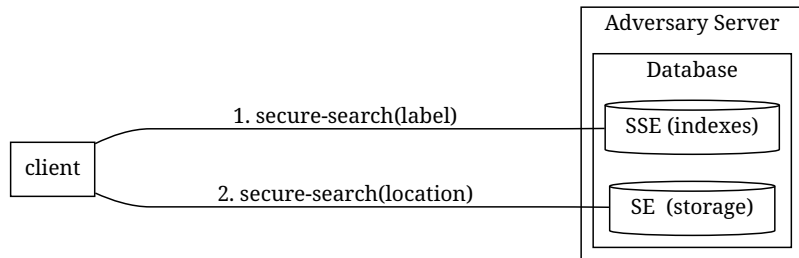 Adversary Server
Database
1. secure-search(label)
SSE (indexes)
client
2. secure-search(location)
SE (storage)